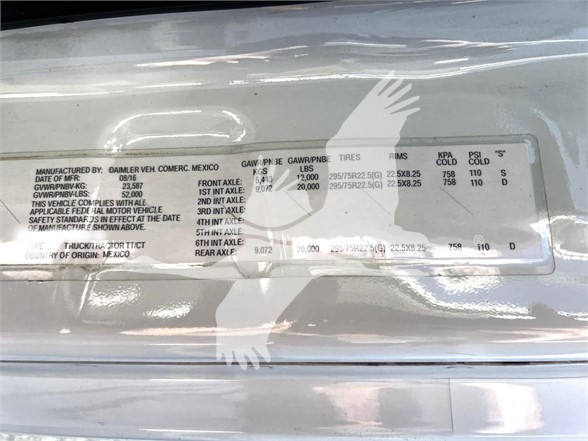 GAWR/PNBE GAWR/PNBE TIRES RIMS KPA PSI "S"
KGS LBS COLD COLD
MANUFACTURED BY: DAIMLER VEH. COMERC. MEXICO
DATE OF MFR: 08/16 FRONT AXLE: 5,443 12,000 295/75R22.5(G) 22.5X8.25 758 110 S
GVWR/PNBV-KG: 23,587 1ST INT AXLE: 9,072 20,000 295/75R22.5(G) 22.5X8.25 758 110 D
GVWR/PNBV-LBS: 52,000 2ND INT AXLE:
THIS VEHICLE COMPLIES WITH ALL 3RD INT AXLE:
APPLICABLE FEDERAL MOTOR VEHICLE 4TH INT AXLE:
SAFETY STANDARDS IN EFFECT AT DATE 5TH INT AXLE:
OF MANUFACTURE SHOWN ABOVE.
TYPE TRUCK/TRACTOR TT/CT 6TH INT AXLE:
COUNTRY OF ORIGIN: MEXICO REAR AXLE: 9,072 20,000 295/75R22.5(G) 22.5X8.25 758 110 D